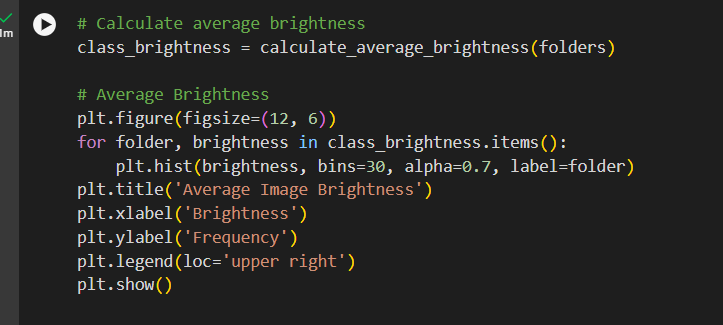 1m
# Calculate average brightness
class_brightness = calculate_average_brightness(folders)

# Average Brightness
plt.figure(figsize=(12, 6))
for folder, brightness in class_brightness.items():
    plt.hist(brightness, bins=30, alpha=0.7, label=folder)
plt.title('Average Image Brightness')
plt.xlabel('Brightness')
plt.ylabel('Frequency')
plt.legend(loc='upper right')
plt.show()